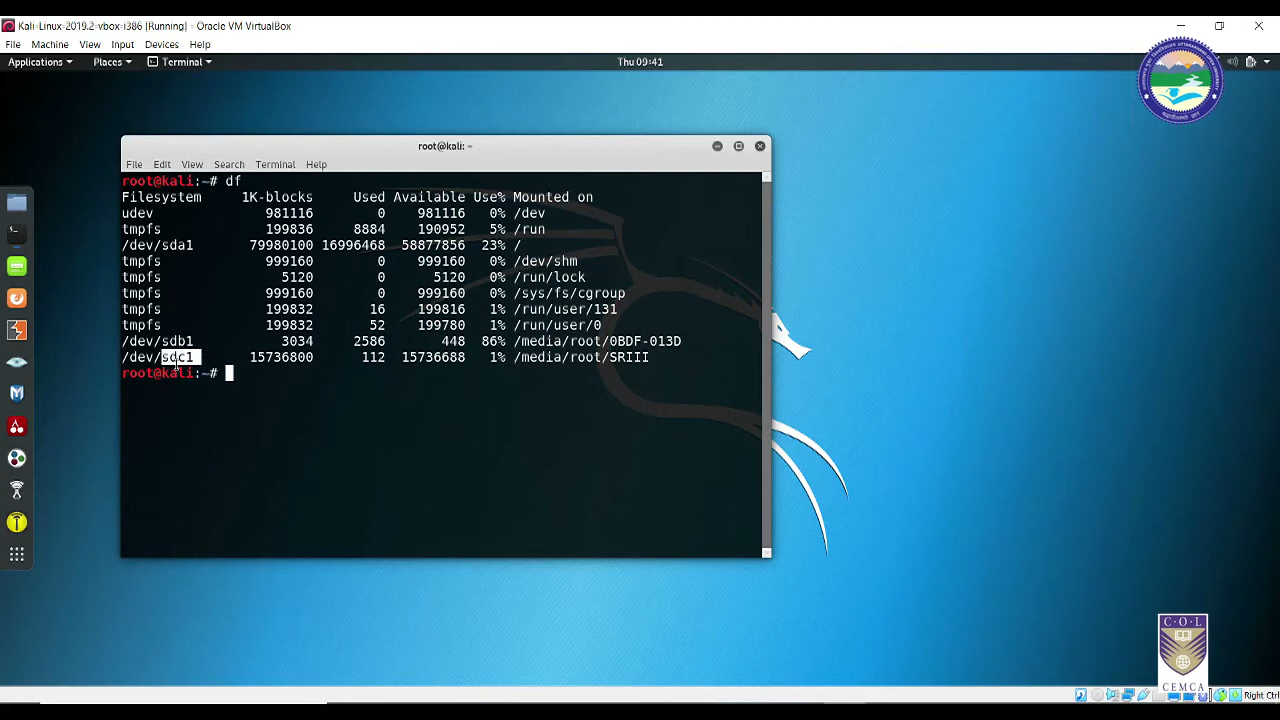 Kali-Linux-2019.2-vbox-i386 [Running] - Oracle VM VirtualBox
File Machine View Input Devices Help
Applications Places Terminal Thu 09:41
root@kali: ~
File Edit View Search Terminal Help
root@kali:~# df
Filesystem 1K-blocks Used Available Use% Mounted on
udev 981116 0 981116 0% /dev
tmpfs 199836 8884 190952 5% /run
/dev/sda1 79980100 16996468 58877856 23% /
tmpfs 999160 0 999160 0% /dev/shm
tmpfs 5120 0 5120 0% /run/lock
tmpfs 999160 0 999160 0% /sys/fs/cgroup
tmpfs 199832 16 199816 1% /run/user/131
tmpfs 199832 52 199780 1% /run/user/0
/dev/sdb1 3034 2586 448 86% /media/root/0BDF-013D
/dev/sdc1 15736800 112 15736688 1% /media/root/SRIII
root@kali:~#
C·O·L
CEMCA
Right Ctrl